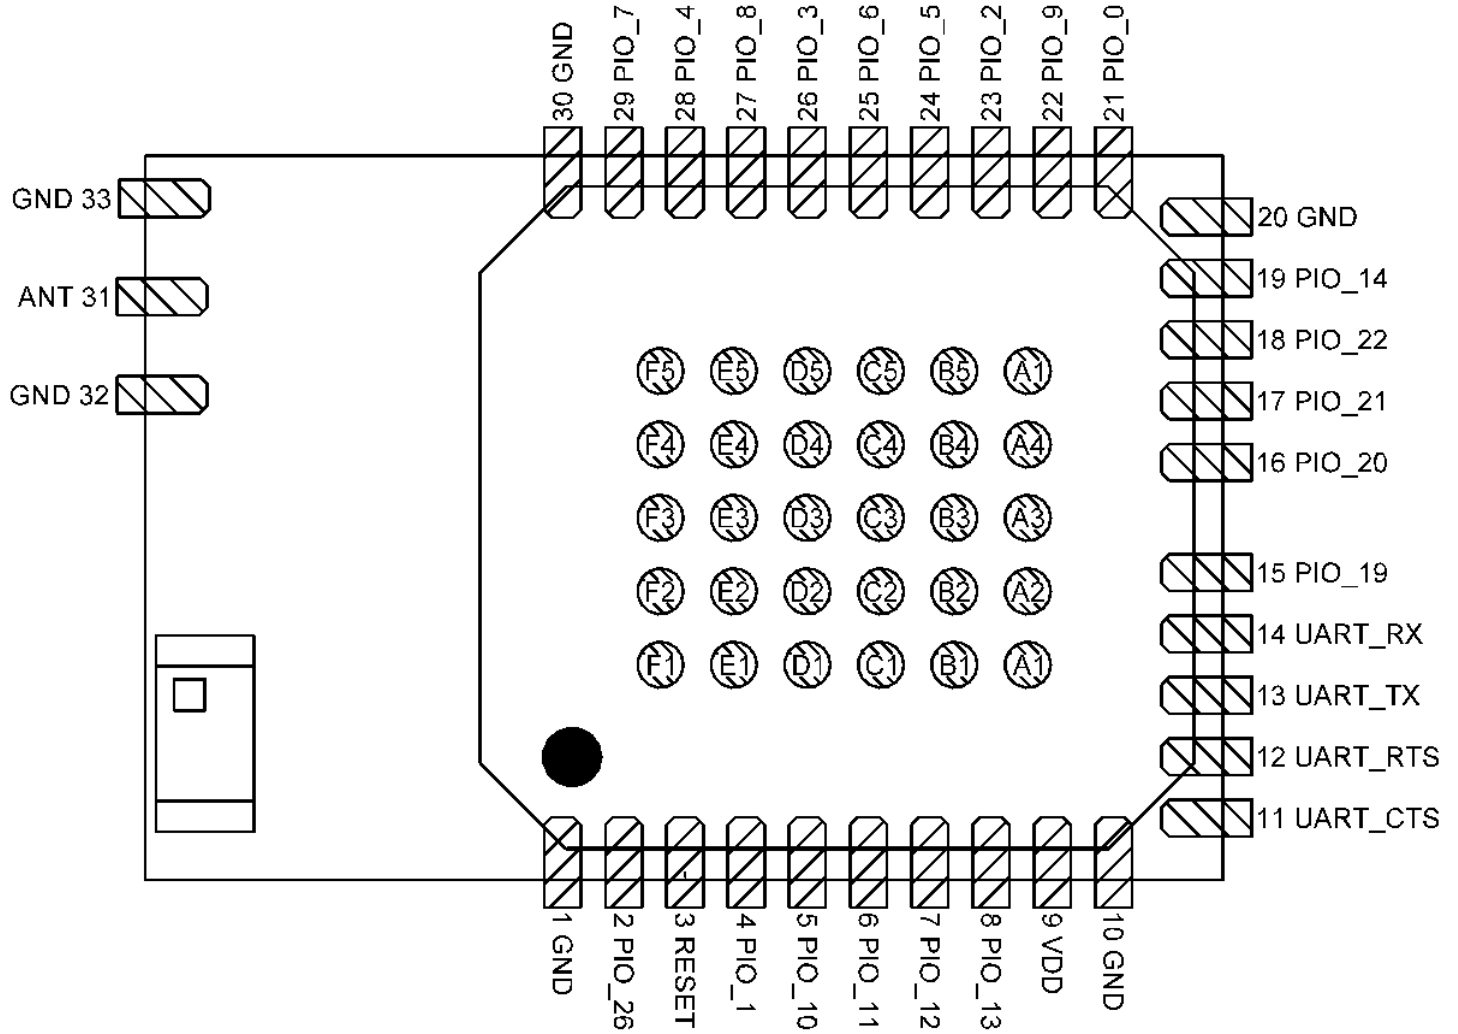 30 GND
29 PIO_7
28 PIO_4
27 PIO_8
26 PIO_3
25 PIO_6
24 PIO_5
23 PIO_2
22 PIO_9
21 PIO_0
GND 33
ANT 31
GND 32
20 GND
19 PIO_14
18 PIO_22
17 PIO_21
16 PIO_20
15 PIO_19
14 UART_RX
13 UART_TX
12 UART_RTS
11 UART_CTS
F5 E5 D5 C5 B5 A1
F4 E4 D4 C4 B4 A4
F3 E3 D3 C3 B3 A3
F2 E2 D2 C2 B2 A2
F1 E1 D1 C1 B1 A1
1 GND
2 PIO_26
3 RESET
4 PIO_1
5 PIO_10
6 PIO_11
7 PIO_12
8 PIO_13
9 VDD
10 GND